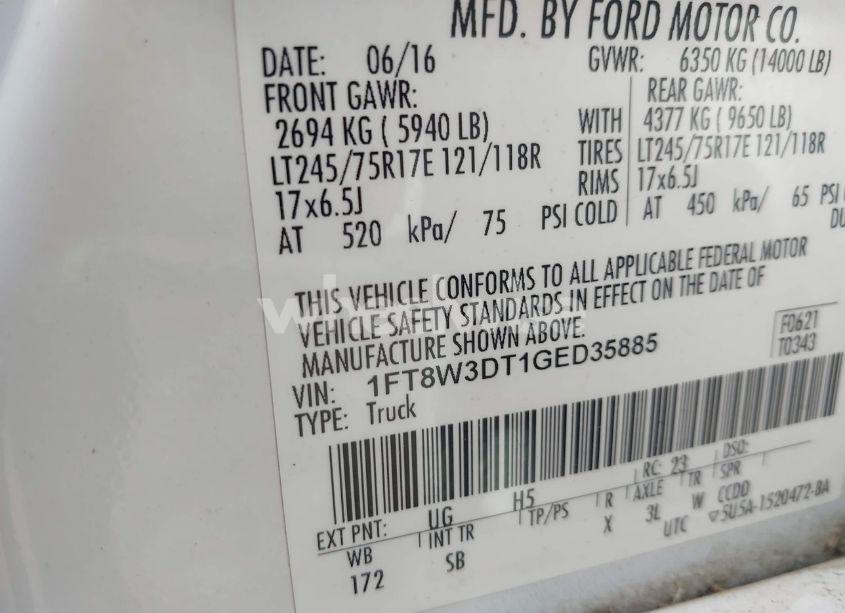 MFD. BY FORD MOTOR CO.
DATE: 06/16 GVWR: 6350 KG (14000 LB)
FRONT GAWR: REAR GAWR:
2694 KG ( 5940 LB) WITH 4377 KG ( 9650 LB)
LT245/75R17E 121/118R TIRES LT245/75R17E 121/118R
17x6.5J RIMS 17x6.5J
AT 520 kPa/ 75 PSI COLD AT 450 kPa/ 65 PSI
DU
THIS VEHICLE CONFORMS TO ALL APPLICABLE FEDERAL MOTOR
VEHICLE SAFETY STANDARDS IN EFFECT ON THE DATE OF
MANUFACTURE SHOWN ABOVE.
VIN: 1FT8W3DT1GED35885 F0621
TYPE: Truck T0343
RC: 23 DSO:
EXT PNT: UG H5 AXLE TR SPR
WB INT TR TP/PS R 3L W CCDD
172 SB X UTC ▽5U5A-1520472-BA